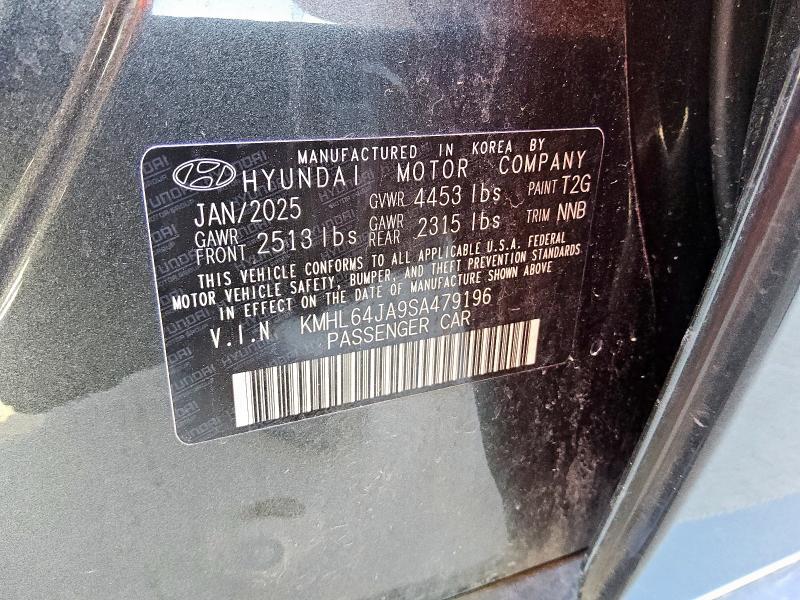 MANUFACTURED IN KOREA BY
HYUNDAI MOTOR COMPANY
JAN/2025 GVWR 4453 lbs PAINT T2G
GAWR FRONT 2513 lbs GAWR REAR 2315 lbs TRIM NNB
THIS VEHICLE CONFORMS TO ALL APPLICABLE U.S.A. FEDERAL
MOTOR VEHICLE SAFETY, BUMPER, AND THEFT PREVENTION STANDARDS
IN EFFECT ON THE DATE OF MANUFACTURE SHOWN ABOVE
V.I.N KMHL64JA9SA479196
PASSENGER CAR